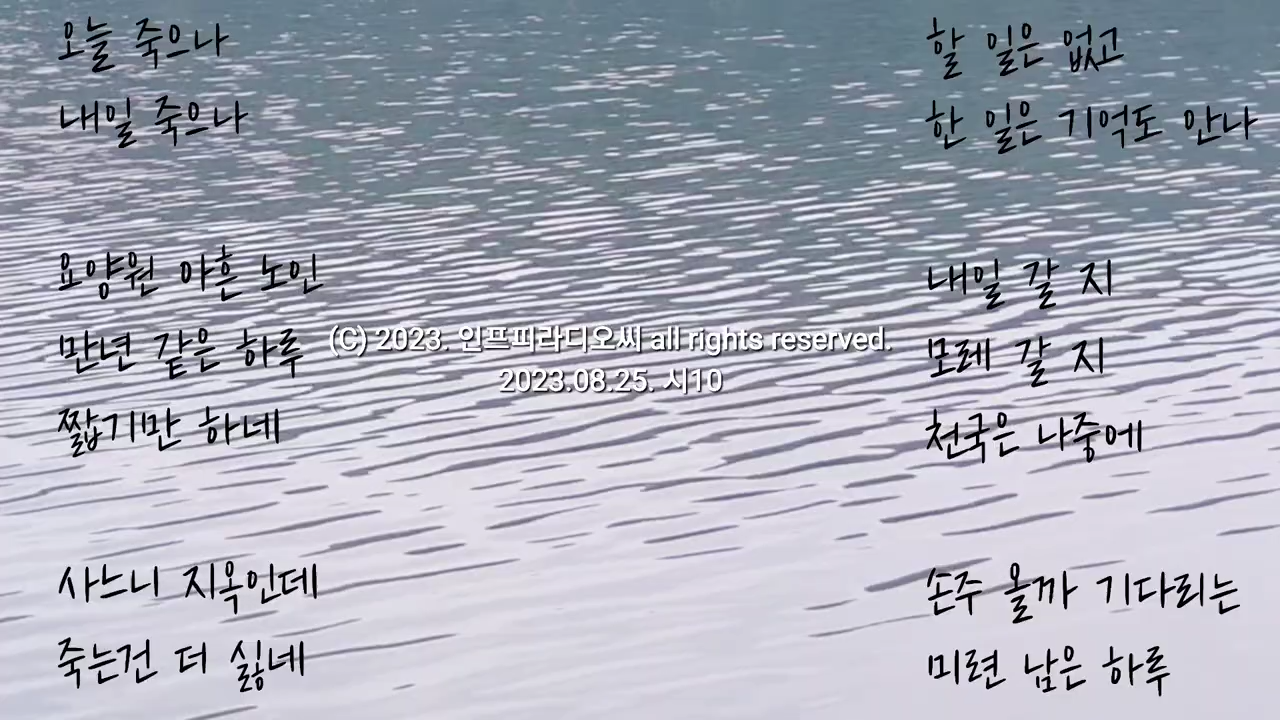 오늘 죽으나
내일 죽으나
요양원 아흔 노인
만년 같은 하루
짧기만 하네
사느니 지옥인데
죽는건 더 싫네
할 일은 없고
한 일은 기억도 안나
내일 갈 지
모레 갈 지
천국은 나중에
손주 올까 기다리는
미련 남은 하루
(C) 2023. 인프피라디오씨 all rights reserved.
2023.08.25. 시10